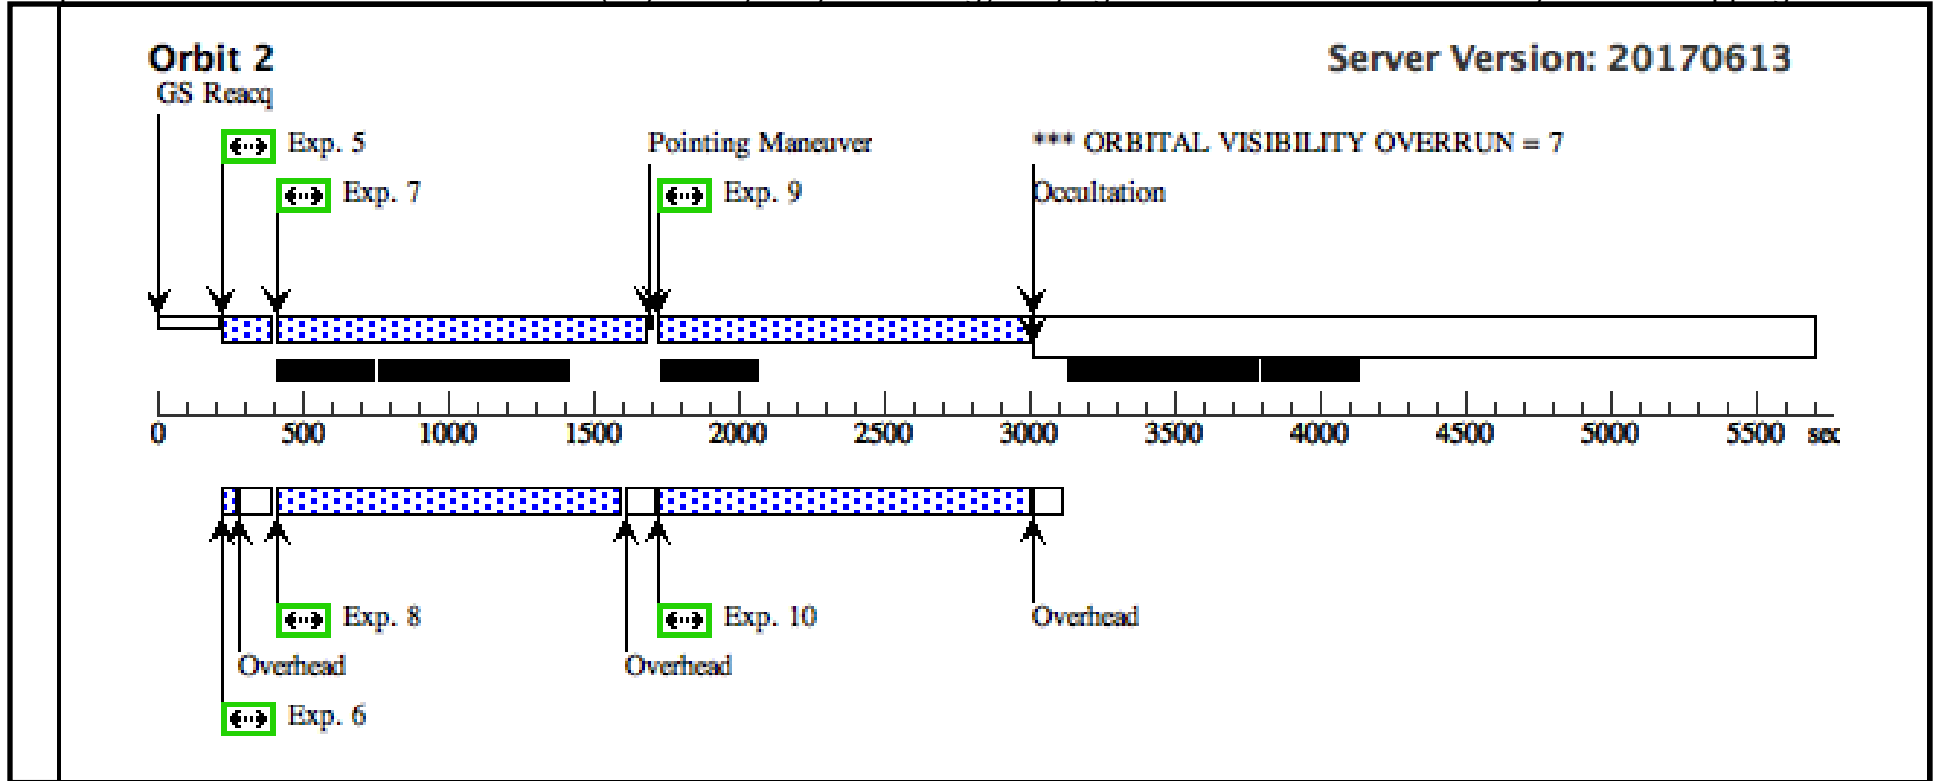 Orbit 2
Server Version: 20170613
GS Reacq
Exp. 5
Pointing Maneuver
*** ORBITAL VISIBILITY OVERRUN = 7
Exp. 7
Exp. 9
Occultation
0 500 1000 1500 2000 2500 3000 3500 4000 4500 5000 5500 sec
Exp. 8
Exp. 10
Overhead
Overhead
Overhead
Exp. 6